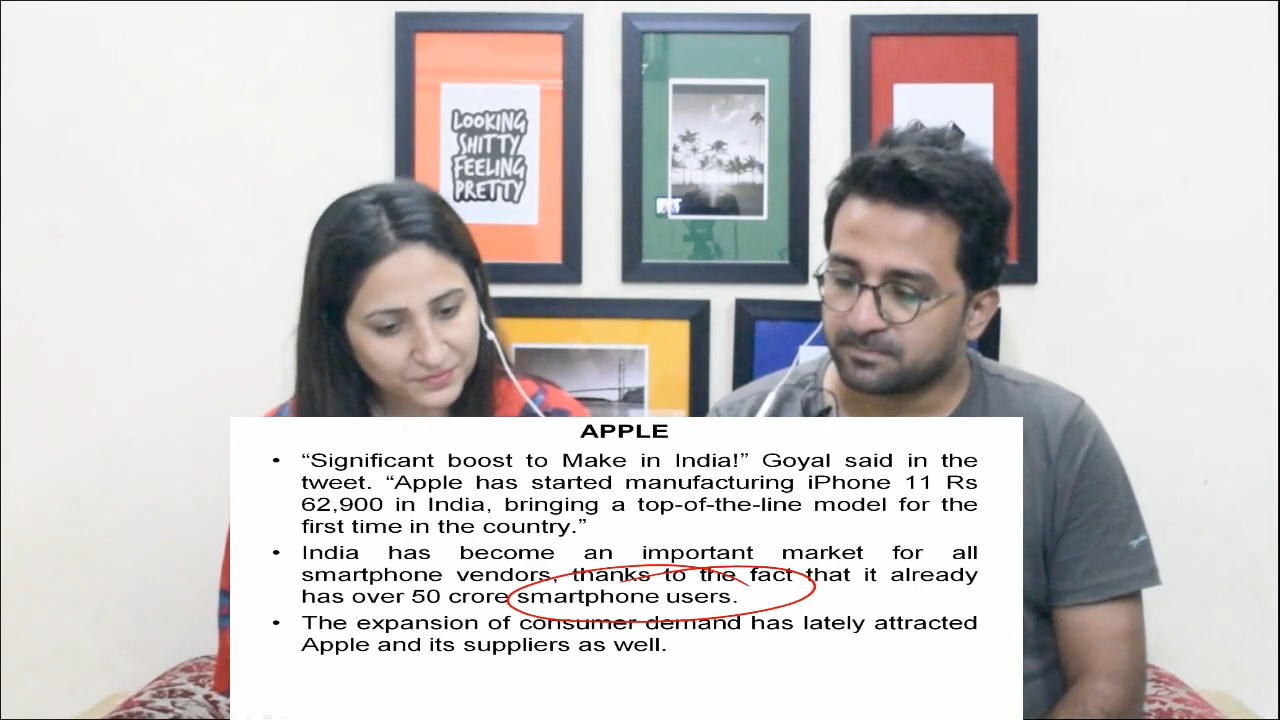 LOOKING
SHITTY
FEELING
PRETTY
APPLE
• “Significant boost to Make in India!” Goyal said in the
tweet. “Apple has started manufacturing iPhone 11 Rs
62,900 in India, bringing a top-of-the-line model for the
first time in the country.”
• India has become an important market for all
smartphone vendors, thanks to the fact that it already
has over 50 crore smartphone users.
• The expansion of consumer demand has lately attracted
Apple and its suppliers as well.